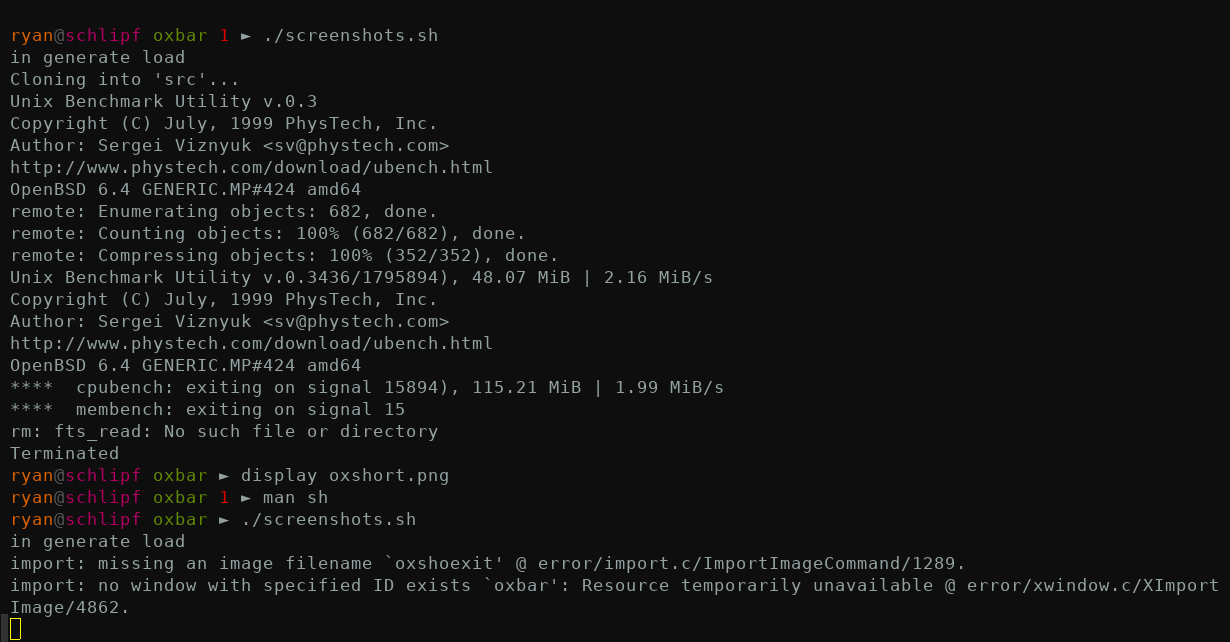 ryan@schlipf oxbar 1 ► ./screenshots.sh
in generate load
Cloning into 'src'...
Unix Benchmark Utility v.0.3
Copyright (C) July, 1999 PhysTech, Inc.
Author: Sergei Viznyuk <sv@phystech.com>
http://www.phystech.com/download/ubench.html
OpenBSD 6.4 GENERIC.MP#424 amd64
remote: Enumerating objects: 682, done.
remote: Counting objects: 100% (682/682), done.
remote: Compressing objects: 100% (352/352), done.
Unix Benchmark Utility v.0.3436/1795894), 48.07 MiB | 2.16 MiB/s
Copyright (C) July, 1999 PhysTech, Inc.
Author: Sergei Viznyuk <sv@phystech.com>
http://www.phystech.com/download/ubench.html
OpenBSD 6.4 GENERIC.MP#424 amd64
****  cpubench: exiting on signal 15894), 115.21 MiB | 1.99 MiB/s
****  membench: exiting on signal 15
rm: fts_read: No such file or directory
Terminated
ryan@schlipf oxbar ► display oxshort.png
ryan@schlipf oxbar 1 ► man sh
ryan@schlipf oxbar ► ./screenshots.sh
in generate load
import: missing an image filename `oxshoexit' @ error/import.c/ImportImageCommand/1289.
import: no window with specified ID exists `oxbar': Resource temporarily unavailable @ error/xwindow.c/XImport
Image/4862.